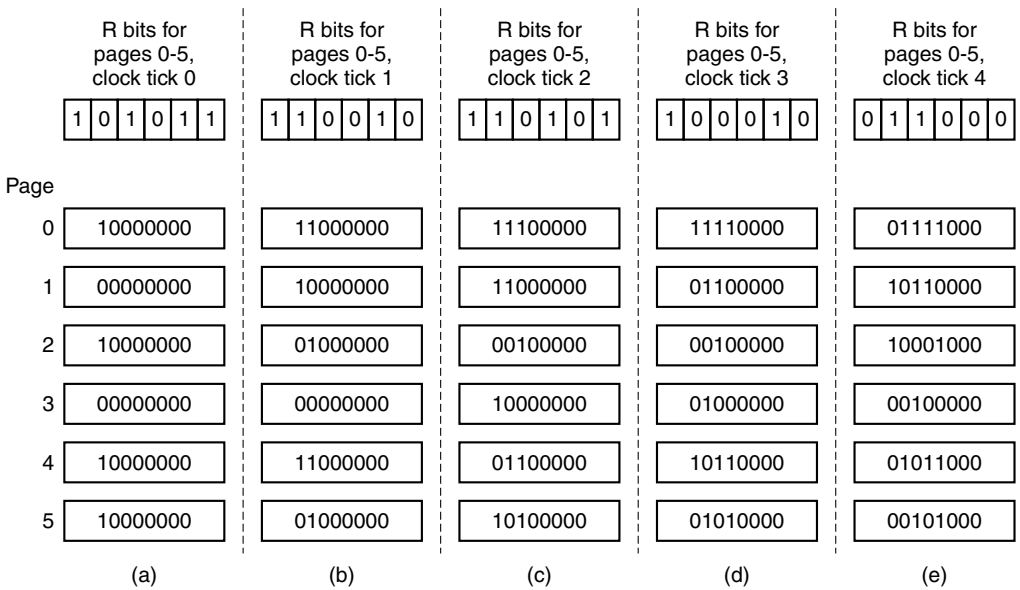 R bits for
pages 0-5,
clock tick 0
R bits for
pages 0-5,
clock tick 1
R bits for
pages 0-5,
clock tick 2
R bits for
pages 0-5,
clock tick 3
R bits for
pages 0-5,
clock tick 4
1 0 1 0 1 1
1 1 0 0 1 0
1 1 0 1 0 1
1 0 0 0 1 0
0 1 1 0 0 0
Page
0 10000000 11000000 11100000 11110000 01111000
1 00000000 10000000 11000000 01100000 10110000
2 10000000 01000000 00100000 00100000 10001000
3 00000000 00000000 10000000 01000000 00100000
4 10000000 11000000 01100000 10110000 01011000
5 10000000 01000000 10100000 01010000 00101000
(a) (b) (c) (d) (e)